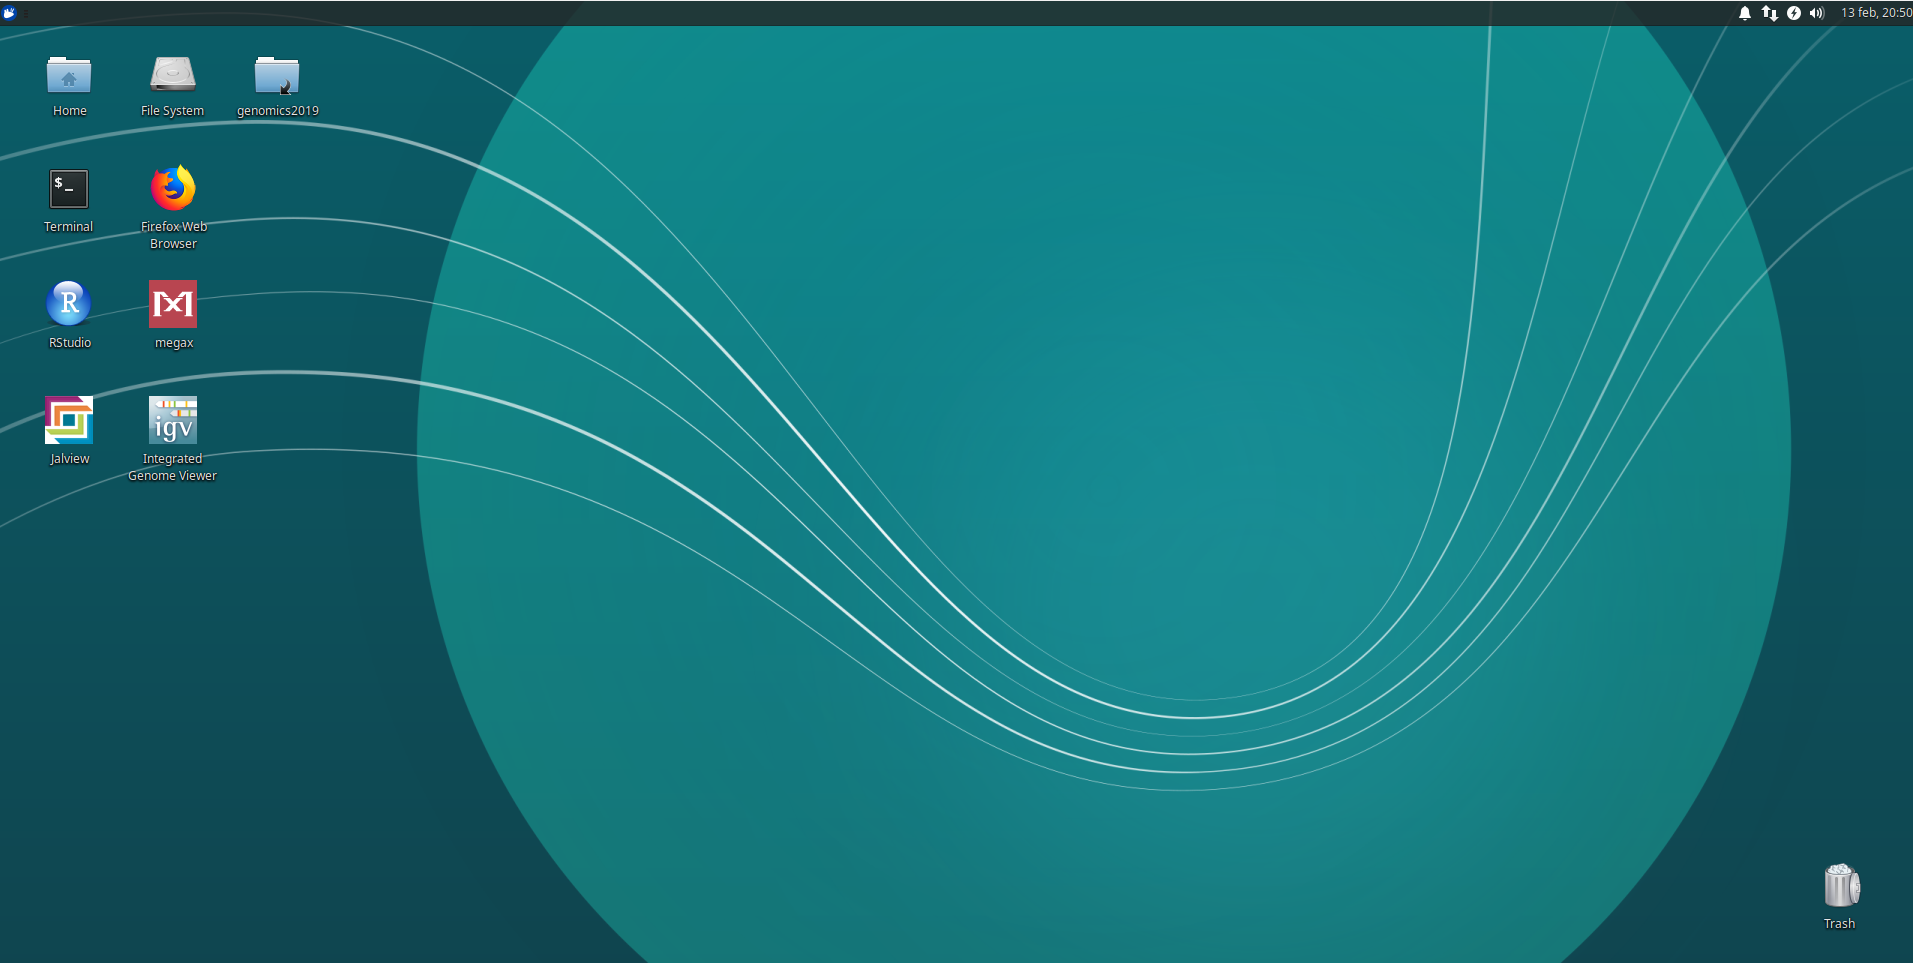 13 feb, 20:50
Home
File System
genomics2019
$_
Terminal
Firefox Web
Browser
R
RStudio
megax
Jalview
igv
Integrated
Genome Viewer
Trash